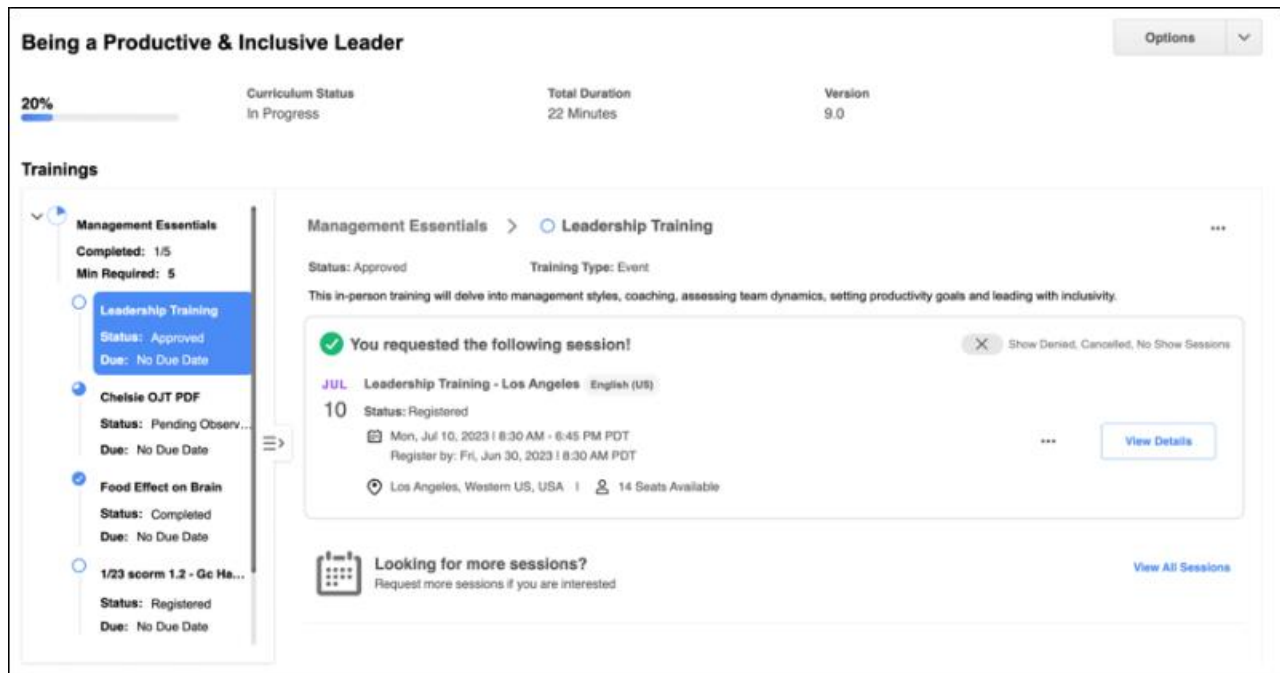 Being a Productive & Inclusive Leader
Options
20%
Curriculum Status
In Progress
Total Duration
22 Minutes
Version
9.0
Trainings
Management Essentials
Completed: 1/5
Min Required: 5
Leadership Training
Status: Approved
Due: No Due Date
Chelsie OJT PDF
Status: Pending Observ...
Due: No Due Date
Food Effect on Brain
Status: Completed
Due: No Due Date
1/23 scorm 1.2 - Gc Ha...
Status: Registered
Due: No Due Date
Management Essentials > Leadership Training
Status: Approved Training Type: Event
This in-person training will delve into management styles, coaching, assessing team dynamics, setting productivity goals and leading with inclusivity.
You requested the following session!
Show Denied, Cancelled, No Show Sessions
JUL
10
Leadership Training - Los Angeles English (US)
Status: Registered
Mon, Jul 10, 2023 | 8:30 AM - 6:45 PM PDT
Register by: Fri, Jun 30, 2023 | 8:30 AM PDT
Los Angeles, Western US, USA | 14 Seats Available
View Details
Looking for more sessions?
Request more sessions if you are interested
View All Sessions